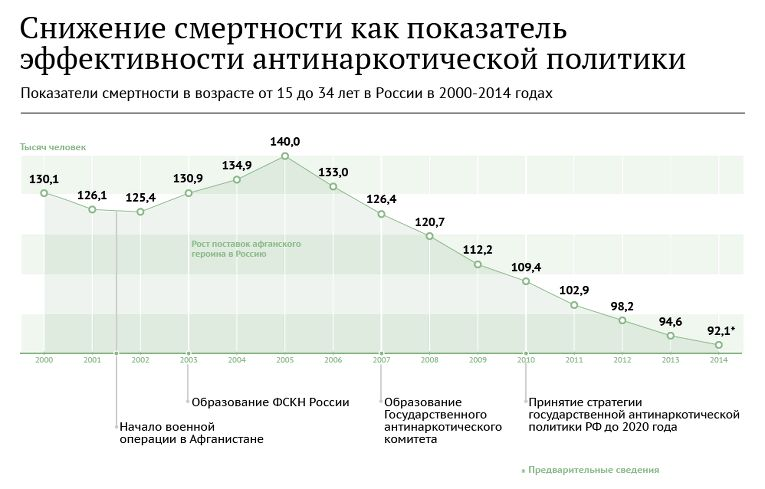 Снижение смертности как показатель
эффективности антинаркотической политики
Показатели смертности в возрасте от 15 до 34 лет в России в 2000-2014 годах
Тысяч человек
130,1
126,1
125,4
130,9
134,9
140,0
133,0
126,4
120,7
112,2
109,4
102,9
98,2
94,6
92,1*
Рост поставок афганского
героина в Россию
2000 2001 2002 2003 2004 2005 2006 2007 2008 2009 2010 2011 2012 2013 2014
Образование ФСКН России
Начало военной
операции в Афганистане
Образование
Государственного
антинаркотического
комитета
Принятие стратегии
государственной антинаркотической
политики РФ до 2020 года
* Предварительные сведения